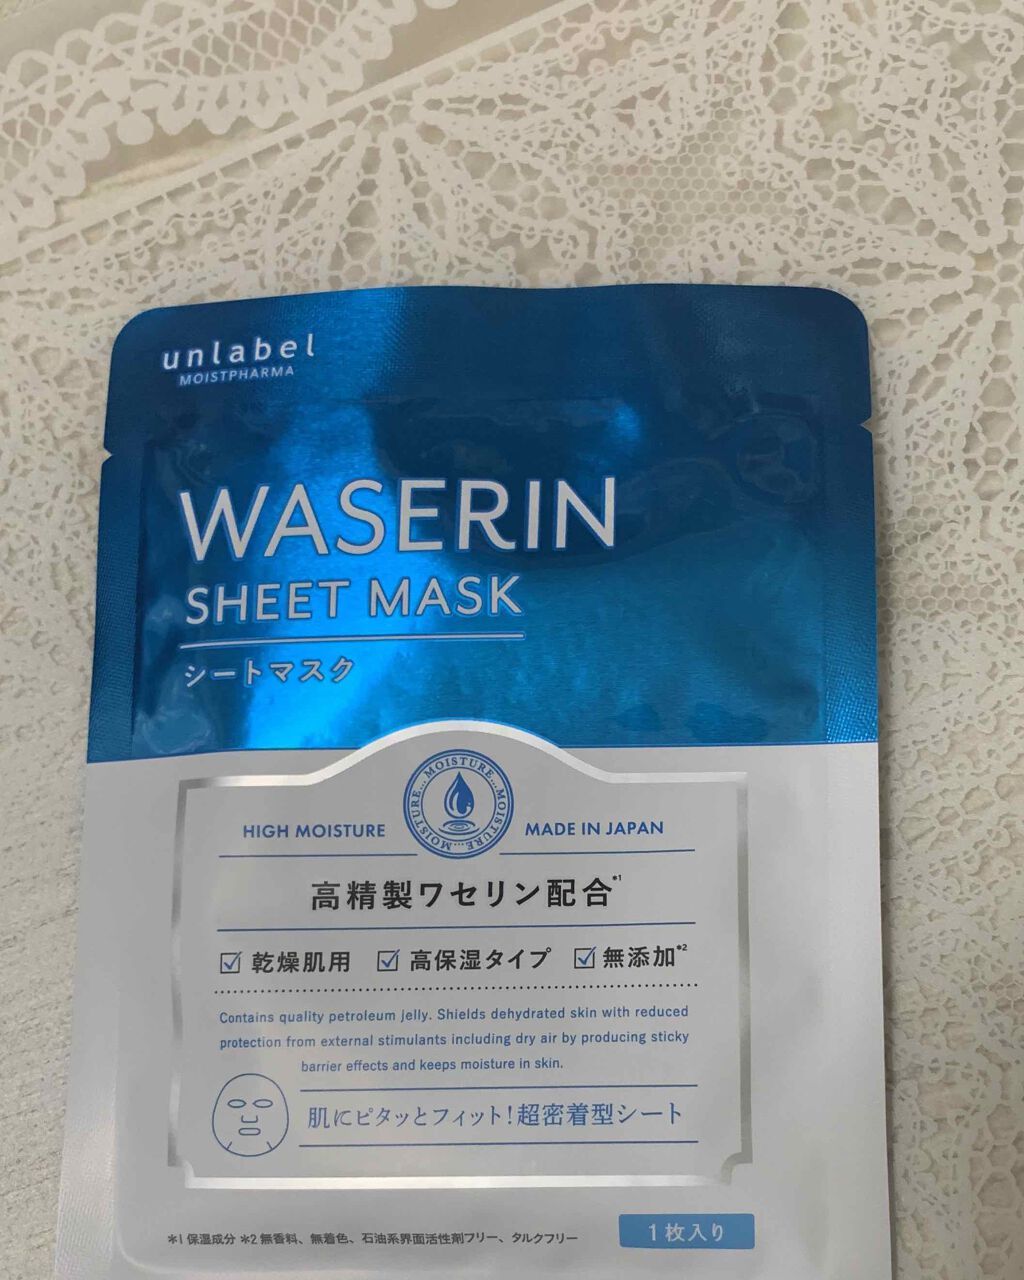 unlabel
MOISTPHARMA
WASERIN
SHEET MASK
シートマスク
MOISTURE... MOISTURE... MOISTURE...
HIGH MOISTURE
MADE IN JAPAN
高精製ワセリン配合*1
乾燥肌用 高保湿タイプ 無添加*2
Contains quality petroleum jelly. Shields dehydrated skin with reduced
protection from external stimulants including dry air by producing sticky
barrier effects and keeps moisture in skin.
肌にピタッとフィット!超密着型シート
*1 保湿成分 *2 無香料、無着色、石油系界面活性剤フリー、タルクフリー
1枚入り